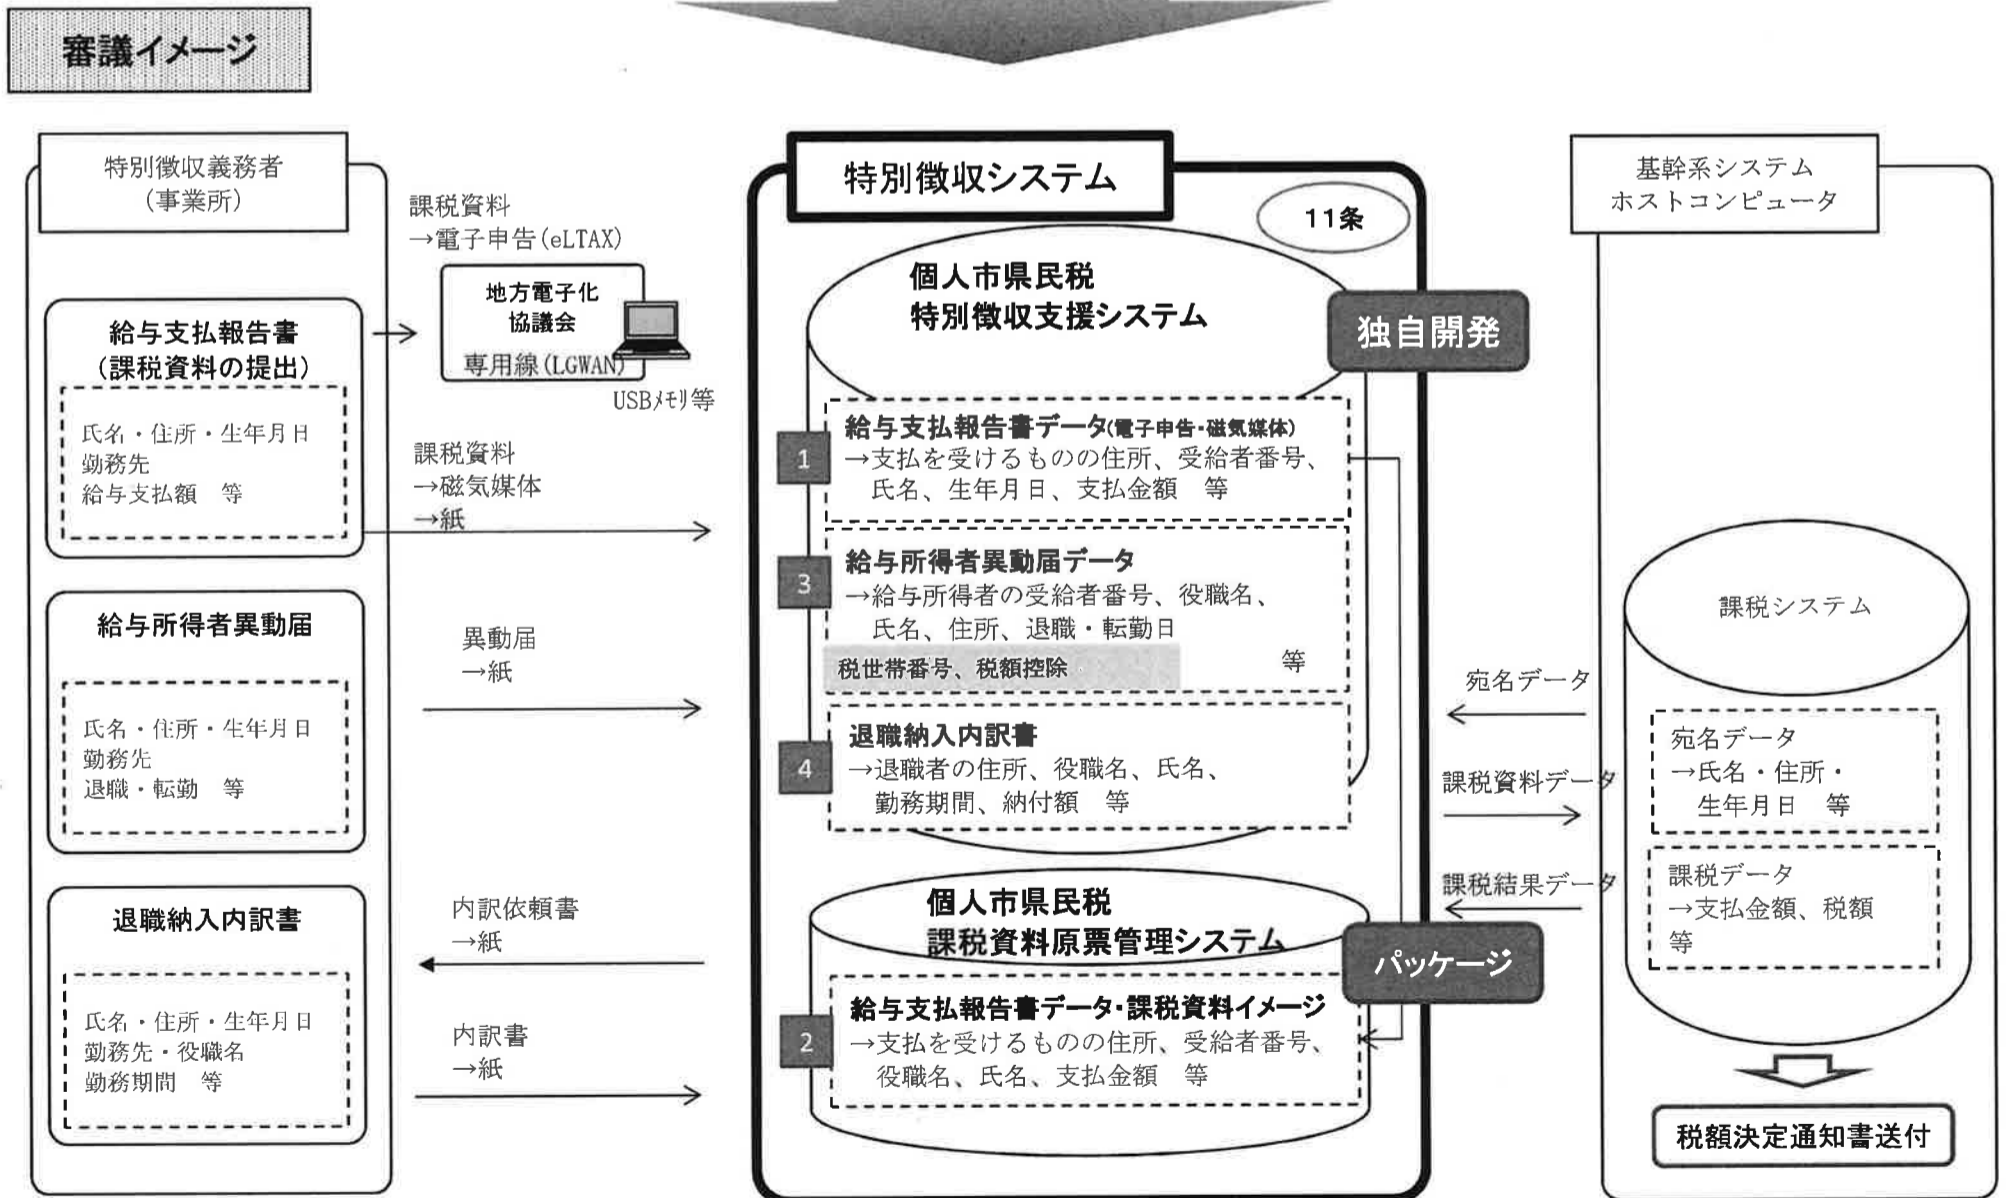 審議イメージ
特別徴収義務者
(事業所)
給与支払報告書
(課税資料の提出)
氏名・住所・生年月日
勤務先
給与支払額 等
給与所得者異動届
氏名・住所・生年月日
勤務先
退職・転勤 等
退職納入内訳書
氏名・住所・生年月日
勤務先・役職名
勤務期間 等
課税資料
→電子申告(eLTAX)
地方電子化
協議会
専用線(LGWAN)
USBメモリ等
課税資料
→磁気媒体
→紙
異動届
→紙
内訳依頼書
→紙
内訳書
→紙
特別徴収システム
11条
個人市県民税
特別徴収支援システム
独自開発
1
給与支払報告書データ(電子申告・磁気媒体)
→支払を受けるものの住所、受給者番号、
氏名、生年月日、支払金額 等
3
給与所得者異動届データ
→給与所得者の受給者番号、役職名、
氏名、住所、退職・転勤日
税世帯番号、税額控除 等
4
退職納入内訳書
→退職者の住所、役職名、氏名、
勤務期間、納付額 等
個人市県民税
課税資料原票管理システム
パッケージ
2
給与支払報告書データ・課税資料イメージ
→支払を受けるものの住所、受給者番号、
役職名、氏名、支払金額 等
宛名データ
課税資料データ
課税結果データ
基幹系システム
ホストコンピュータ
課税システム
宛名データ
→氏名・住所・
生年月日 等
課税データ
→支払金額、税額
等
税額決定通知書送付